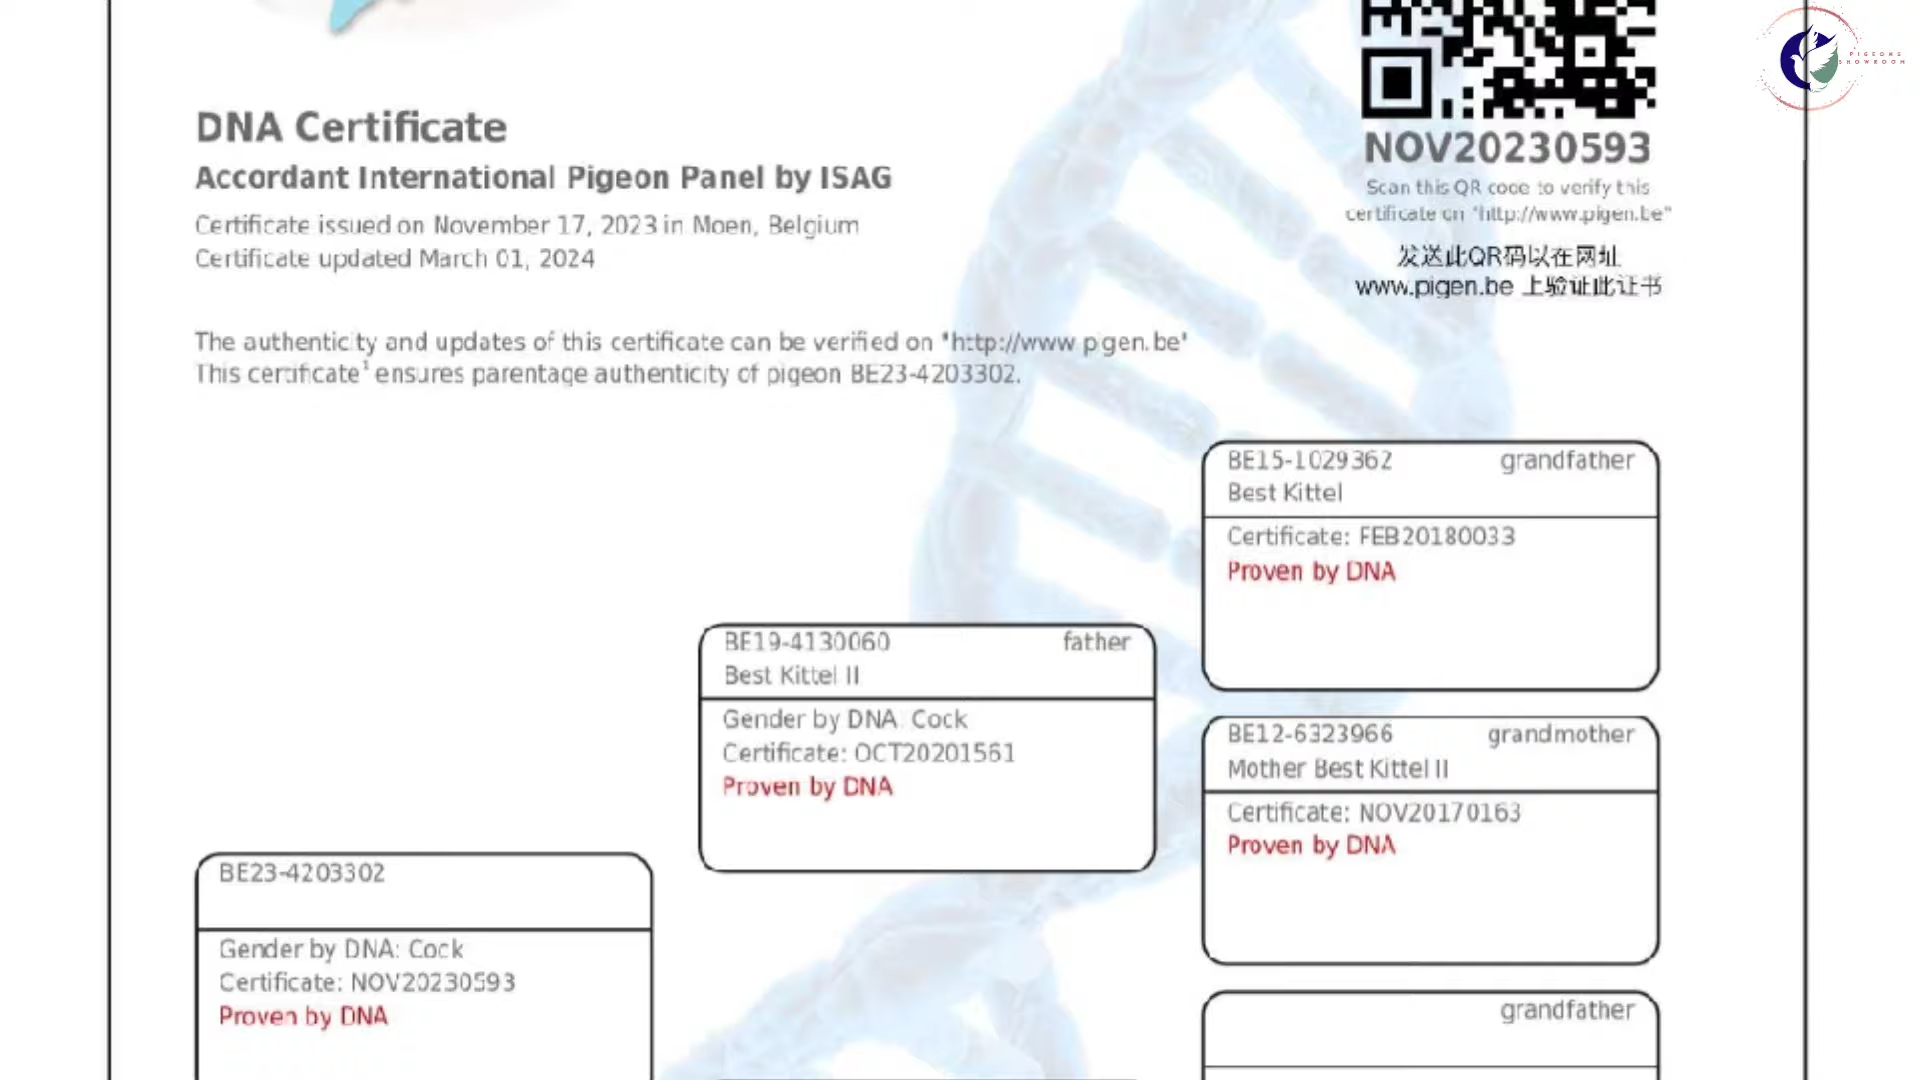 PIGEONS
SHOWROOM
NOV20230593
Scan this QR code to verify this
certificate on "http://www.pigen.be"
发送此QR码以在网址
www.pigen.be 上验证此证书
DNA Certificate
Accordant International Pigeon Panel by ISAG
Certificate issued on November 17, 2023 in Moen, Belgium
Certificate updated March 01, 2024
The authenticity and updates of this certificate can be verified on "http://www.pigen.be"
This certificate¹ ensures parentage authenticity of pigeon BE23-4203302.
BE15-1029362 grandfather
Best Kittel
Certificate: FEB20180033
Proven by DNA
BE19-4130060 father
Best Kittel II
Gender by DNA: Cock
Certificate: OCT20201561
Proven by DNA
BE12-6323966 grandmother
Mother Best Kittel II
Certificate: NOV20170163
Proven by DNA
BE23-4203302
Gender by DNA: Cock
Certificate: NOV20230593
Proven by DNA
grandfather